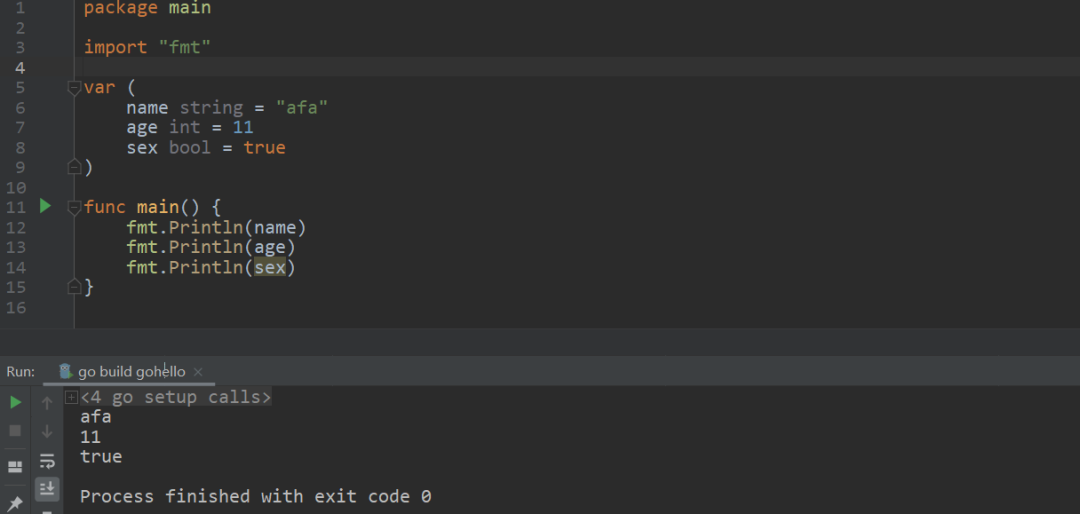 1 package main
2
3 import "fmt"
4
5 var (
6     name string = "afa"
7     age int = 11
8     sex bool = true
9 )
10
11 func main() {
12     fmt.Println(name)
13     fmt.Println(age)
14     fmt.Println(sex)
15 }
16
Run: go build gohello
<4 go setup calls>
afa
11
true
Process finished with exit code 0